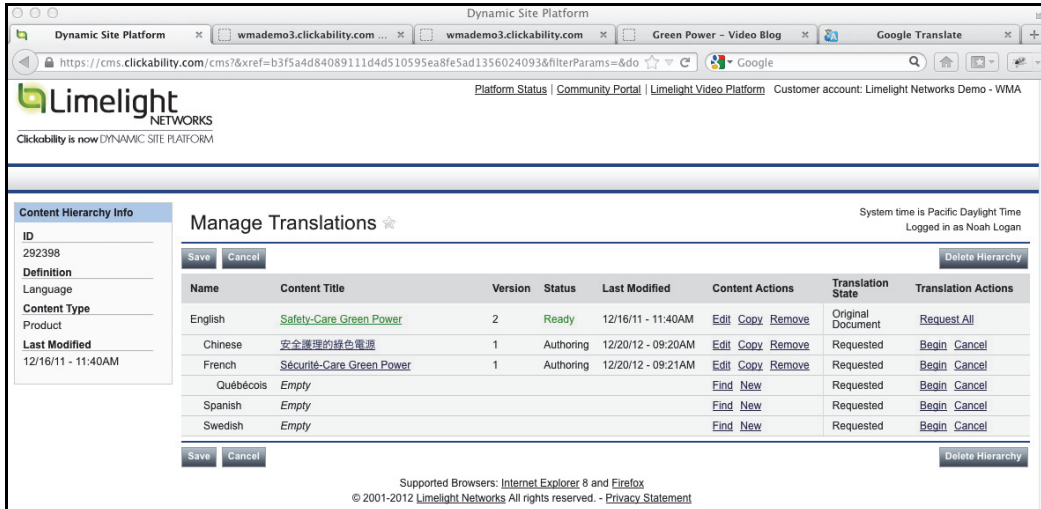 Dynamic Site Platform
Dynamic Site Platform × wmademo3.clickability.com ... × wmademo3.clickability.com × Green Power – Video Blog × Google Translate × +
https://cms.clickability.com/cms?&xref=b3f5a4d84089111d4d510595ea8fe5ad1356024093&filterParams=&do Google
Platform Status | Community Portal | Limelight Video Platform Customer account: Limelight Networks Demo - WMA
Limelight
NETWORKS
Clickability is now DYNAMIC SITE PLATFORM
Content Hierarchy Info
ID
292398
Definition
Language
Content Type
Product
Last Modified
12/16/11 - 11:40AM
Manage Translations
System time is Pacific Daylight Time
Logged in as Noah Logan
Save Cancel Delete Hierarchy
Name Content Title Version Status Last Modified Content Actions Translation State Translation Actions
English Safety-Care Green Power 2 Ready 12/16/11 - 11:40AM Edit Copy Remove Original Document Request All
Chinese 安全護理的綠色電源 1 Authoring 12/20/12 - 09:20AM Edit Copy Remove Requested Begin Cancel
French Sécurité-Care Green Power 1 Authoring 12/20/12 - 09:21AM Edit Copy Remove Requested Begin Cancel
Québécois Empty Find New Requested Begin Cancel
Spanish Empty Find New Requested Begin Cancel
Swedish Empty Find New Requested Begin Cancel
Save Cancel Delete Hierarchy
Supported Browsers: Internet Explorer 8 and Firefox
© 2001-2012 Limelight Networks All rights reserved. - Privacy Statement